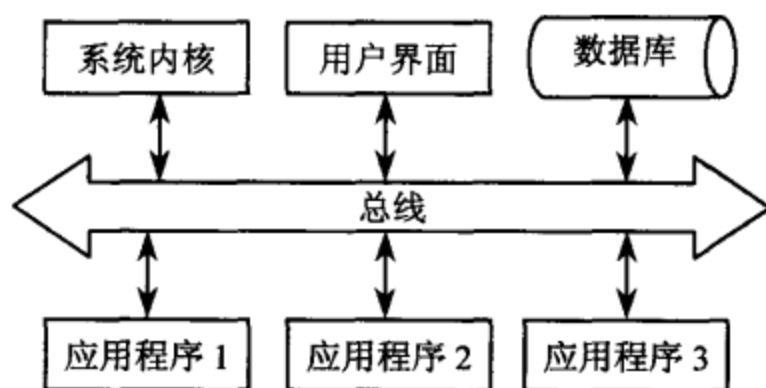 系统内核
用户界面
数据库
总线
应用程序 1
应用程序 2
应用程序 3